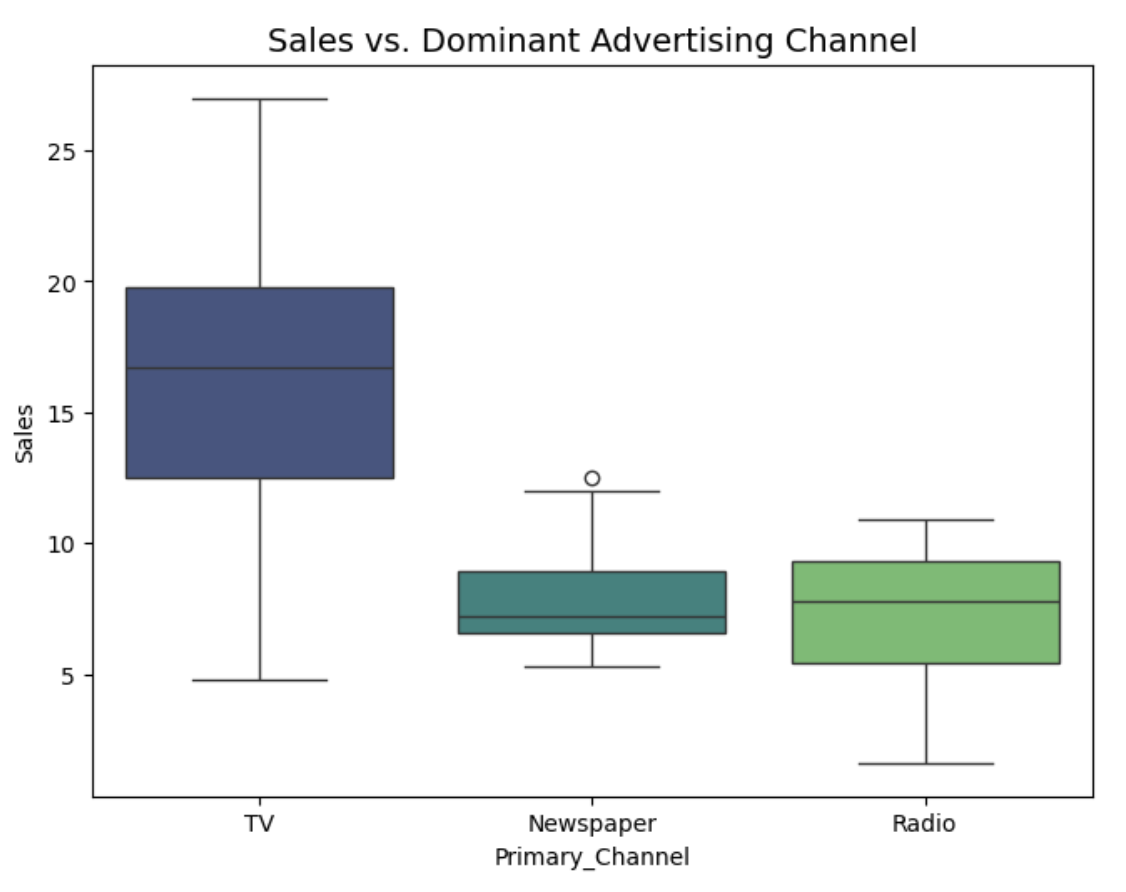 Sales vs. Dominant Advertising Channel
25
20
15
10
5
Sales
TV Newspaper Radio
Primary_Channel